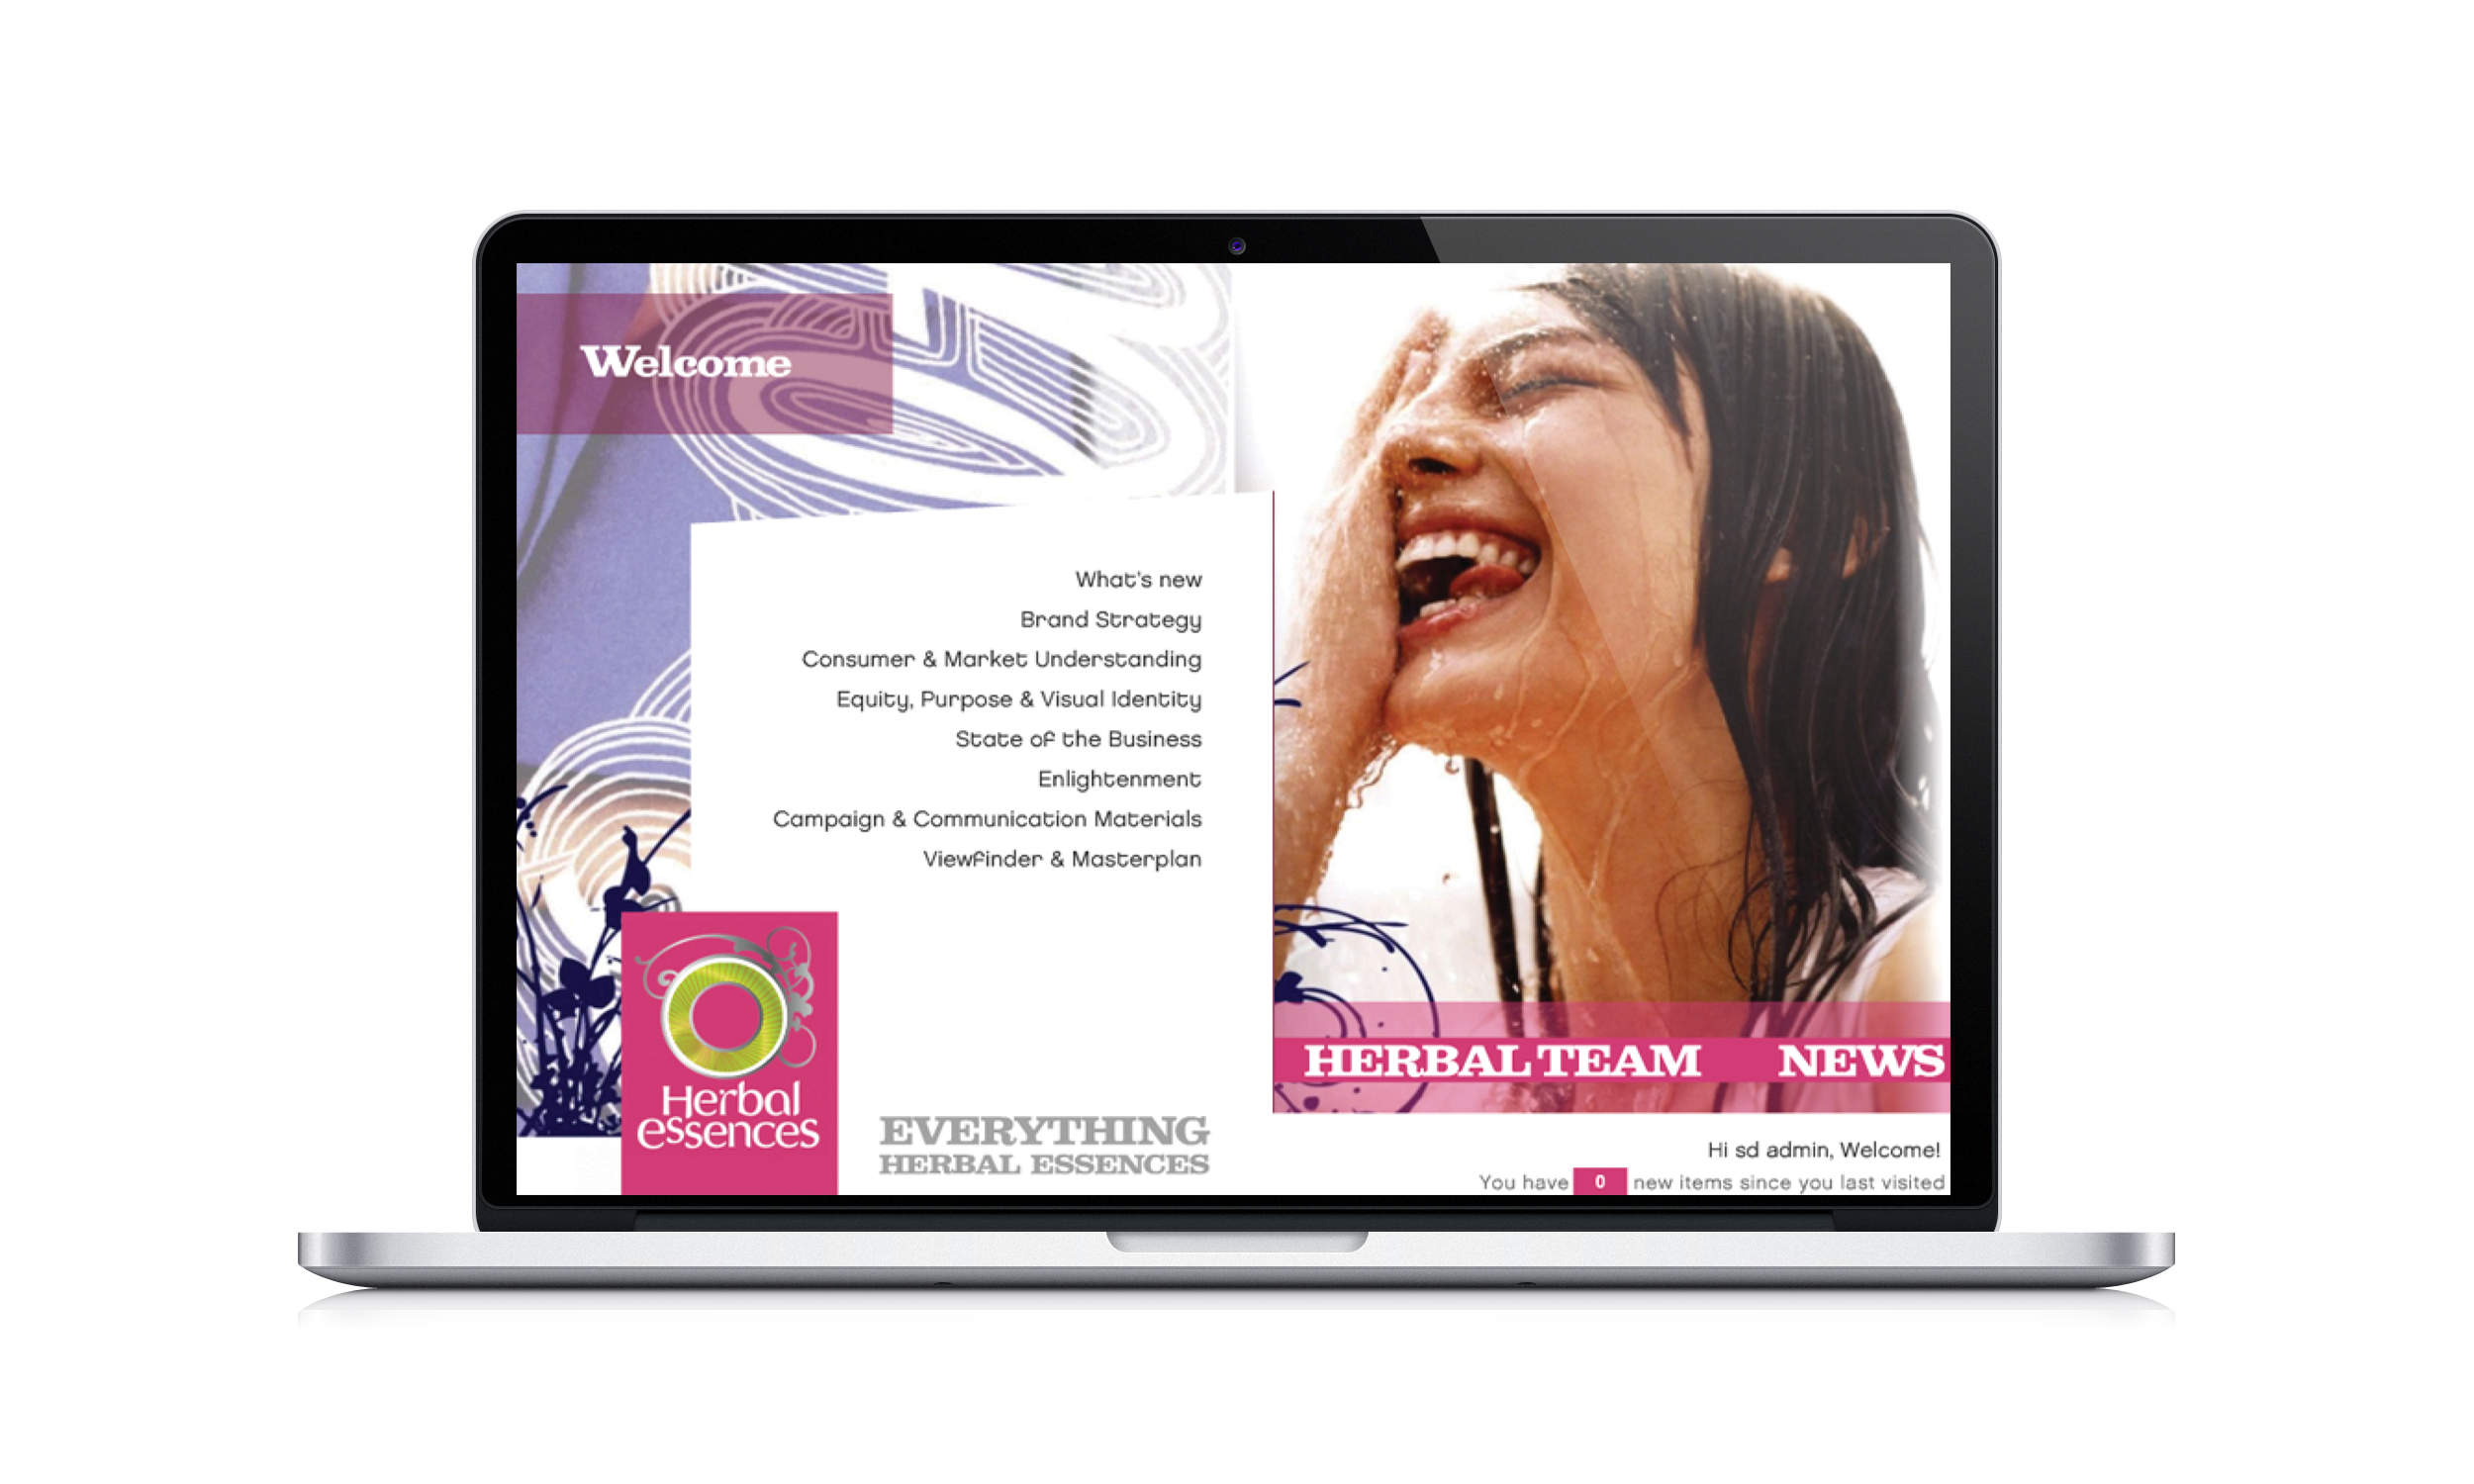 Welcome
What's new
Brand Strategy
Consumer & Market Understanding
Equity, Purpose & Visual Identity
State of the Business
Enlightenment
Campaign & Communication Materials
Viewfinder & Masterplan
Herbal
essences
EVERYTHING
HERBAL ESSENCES
HERBAL TEAM NEWS
Hi sd admin, Welcome!
You have 0 new items since you last visited